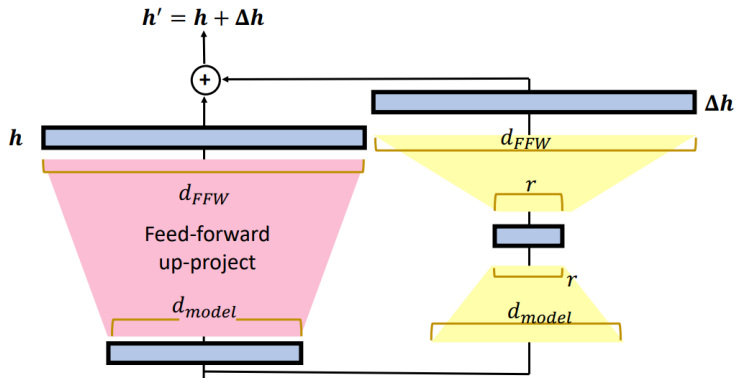 h′ = h + Δh
+
h
d_FFW
Feed-forward
up-project
d_model
Δh
d_FFW
r
r
d_model